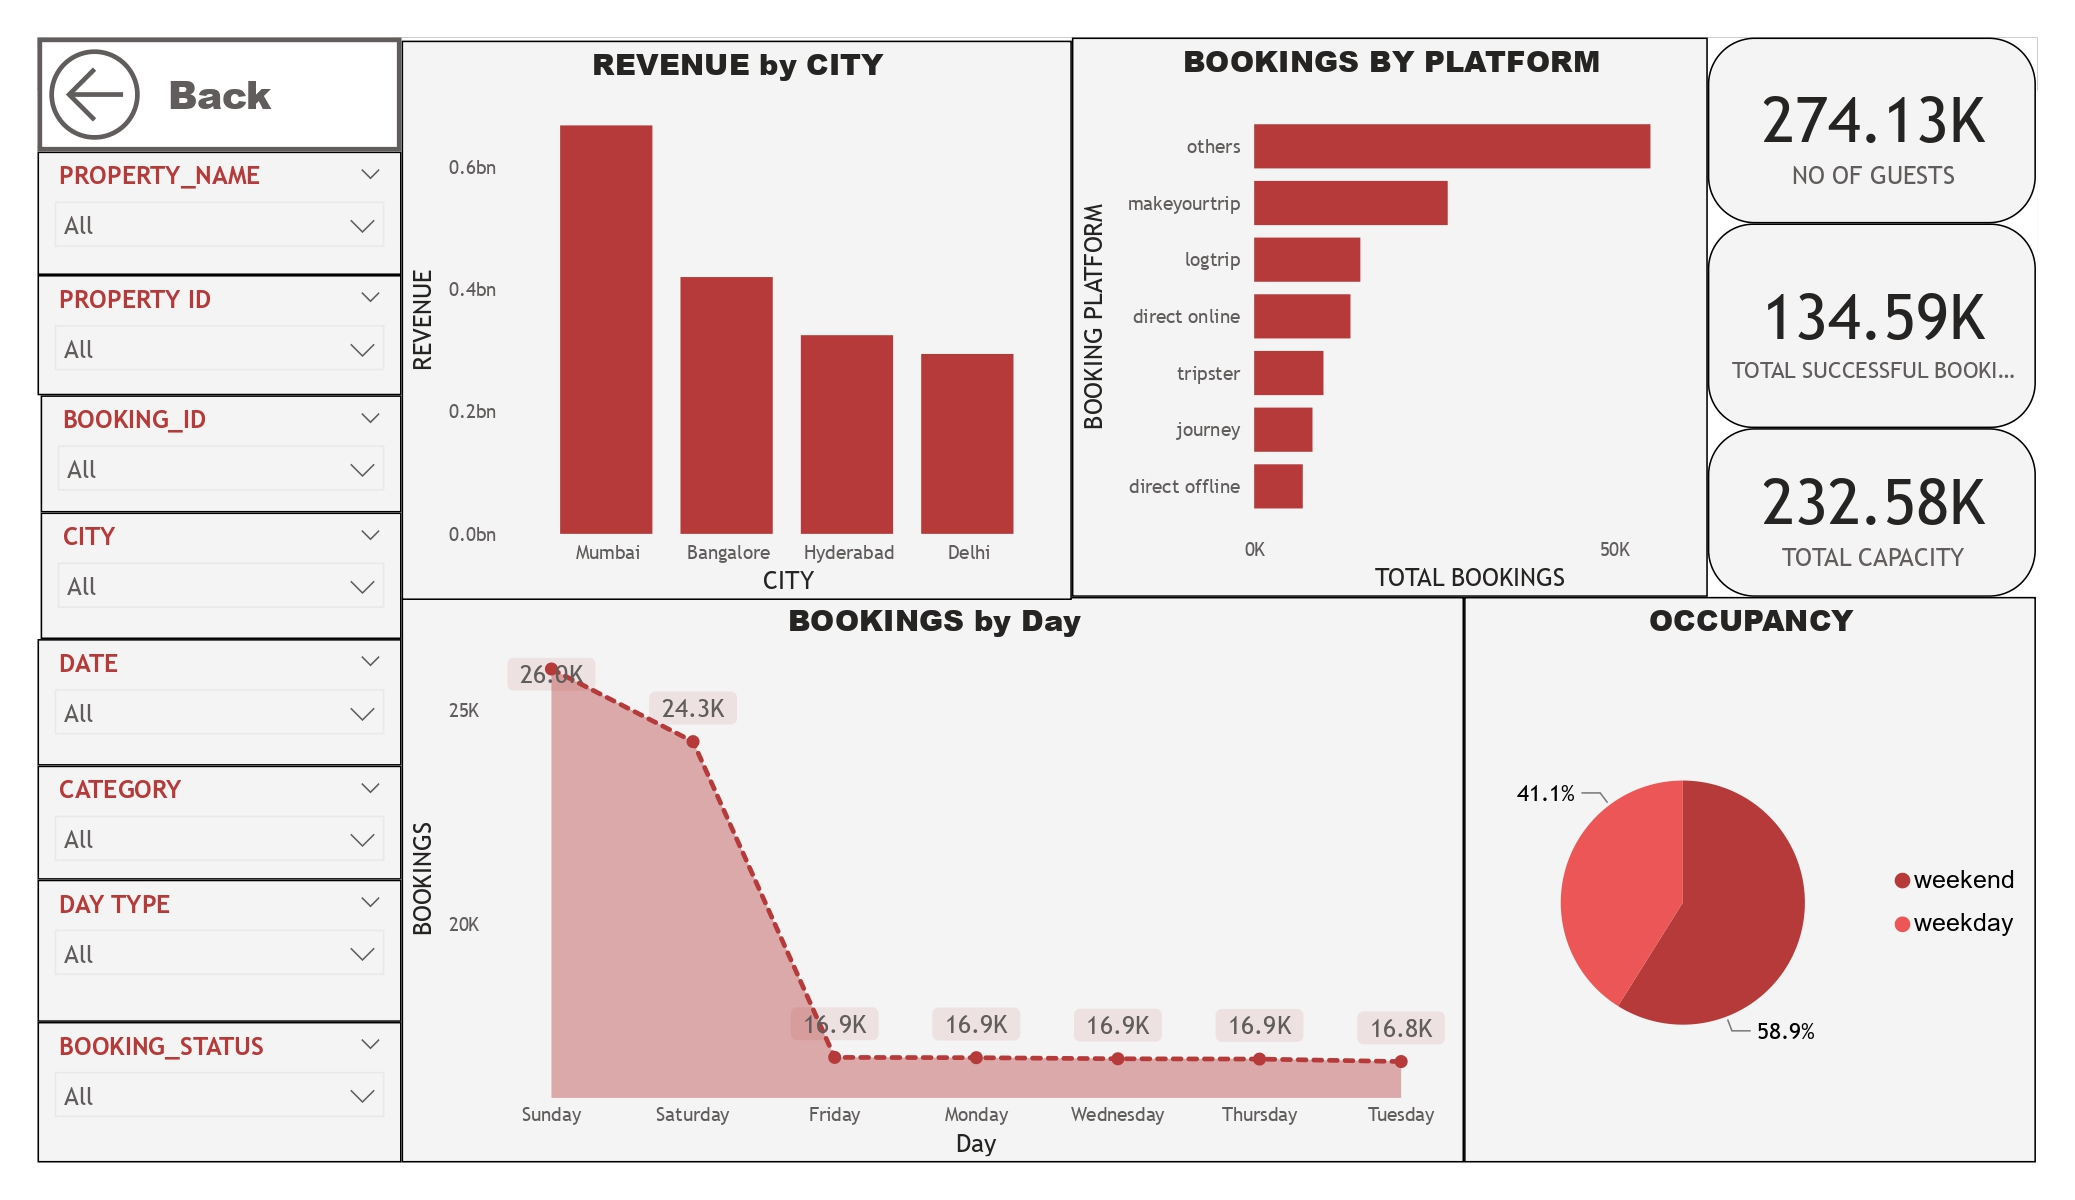 Back
PROPERTY_NAME
All
PROPERTY ID
All
BOOKING_ID
All
CITY
All
DATE
All
CATEGORY
All
DAY TYPE
All
BOOKING_STATUS
All
REVENUE by CITY
REVENUE
0.6bn
0.4bn
0.2bn
0.0bn
Mumbai Bangalore Hyderabad Delhi
CITY
BOOKINGS BY PLATFORM
BOOKING PLATFORM
others
makeyourtrip
logtrip
direct online
tripster
journey
direct offline
0K 50K
TOTAL BOOKINGS
274.13K
NO OF GUESTS
134.59K
TOTAL SUCCESSFUL BOOKI...
232.58K
TOTAL CAPACITY
BOOKINGS by Day
BOOKINGS
25K
20K
26.0K 24.3K 16.9K 16.9K 16.9K 16.9K 16.8K
Sunday Saturday Friday Monday Wednesday Thursday Tuesday
Day
OCCUPANCY
41.1%
58.9%
weekend
weekday